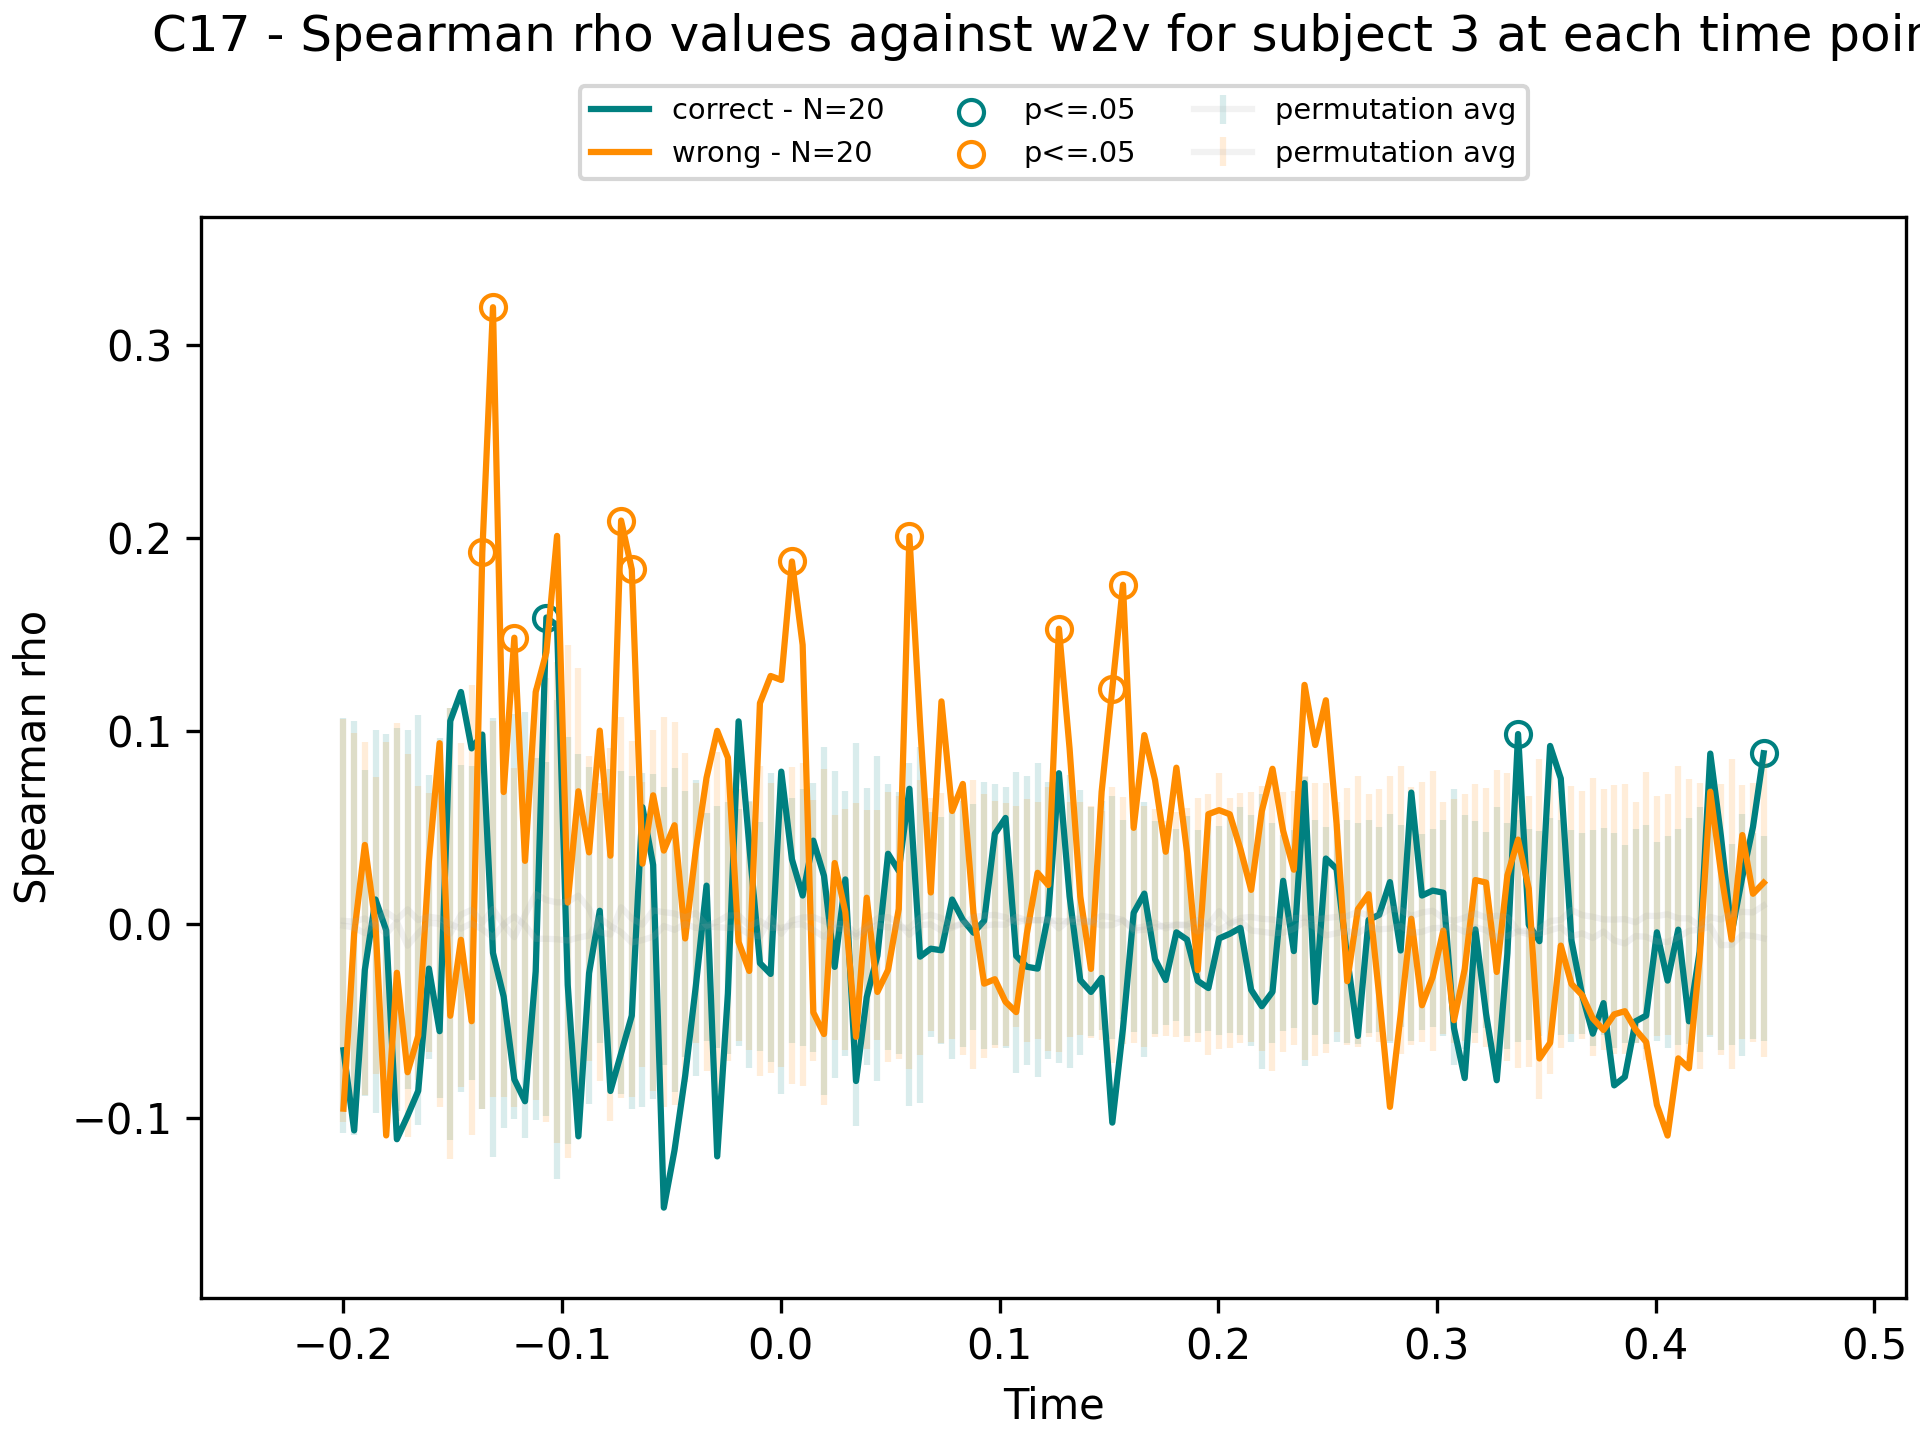 C17 - Spearman rho values against w2v for subject 3 at each time poin
correct - N=20 p<=.05 permutation avg
wrong - N=20 p<=.05 permutation avg
0.3
0.2
0.1
0.0
−0.1
Spearman rho
−0.2 −0.1 0.0 0.1 0.2 0.3 0.4 0.5
Time